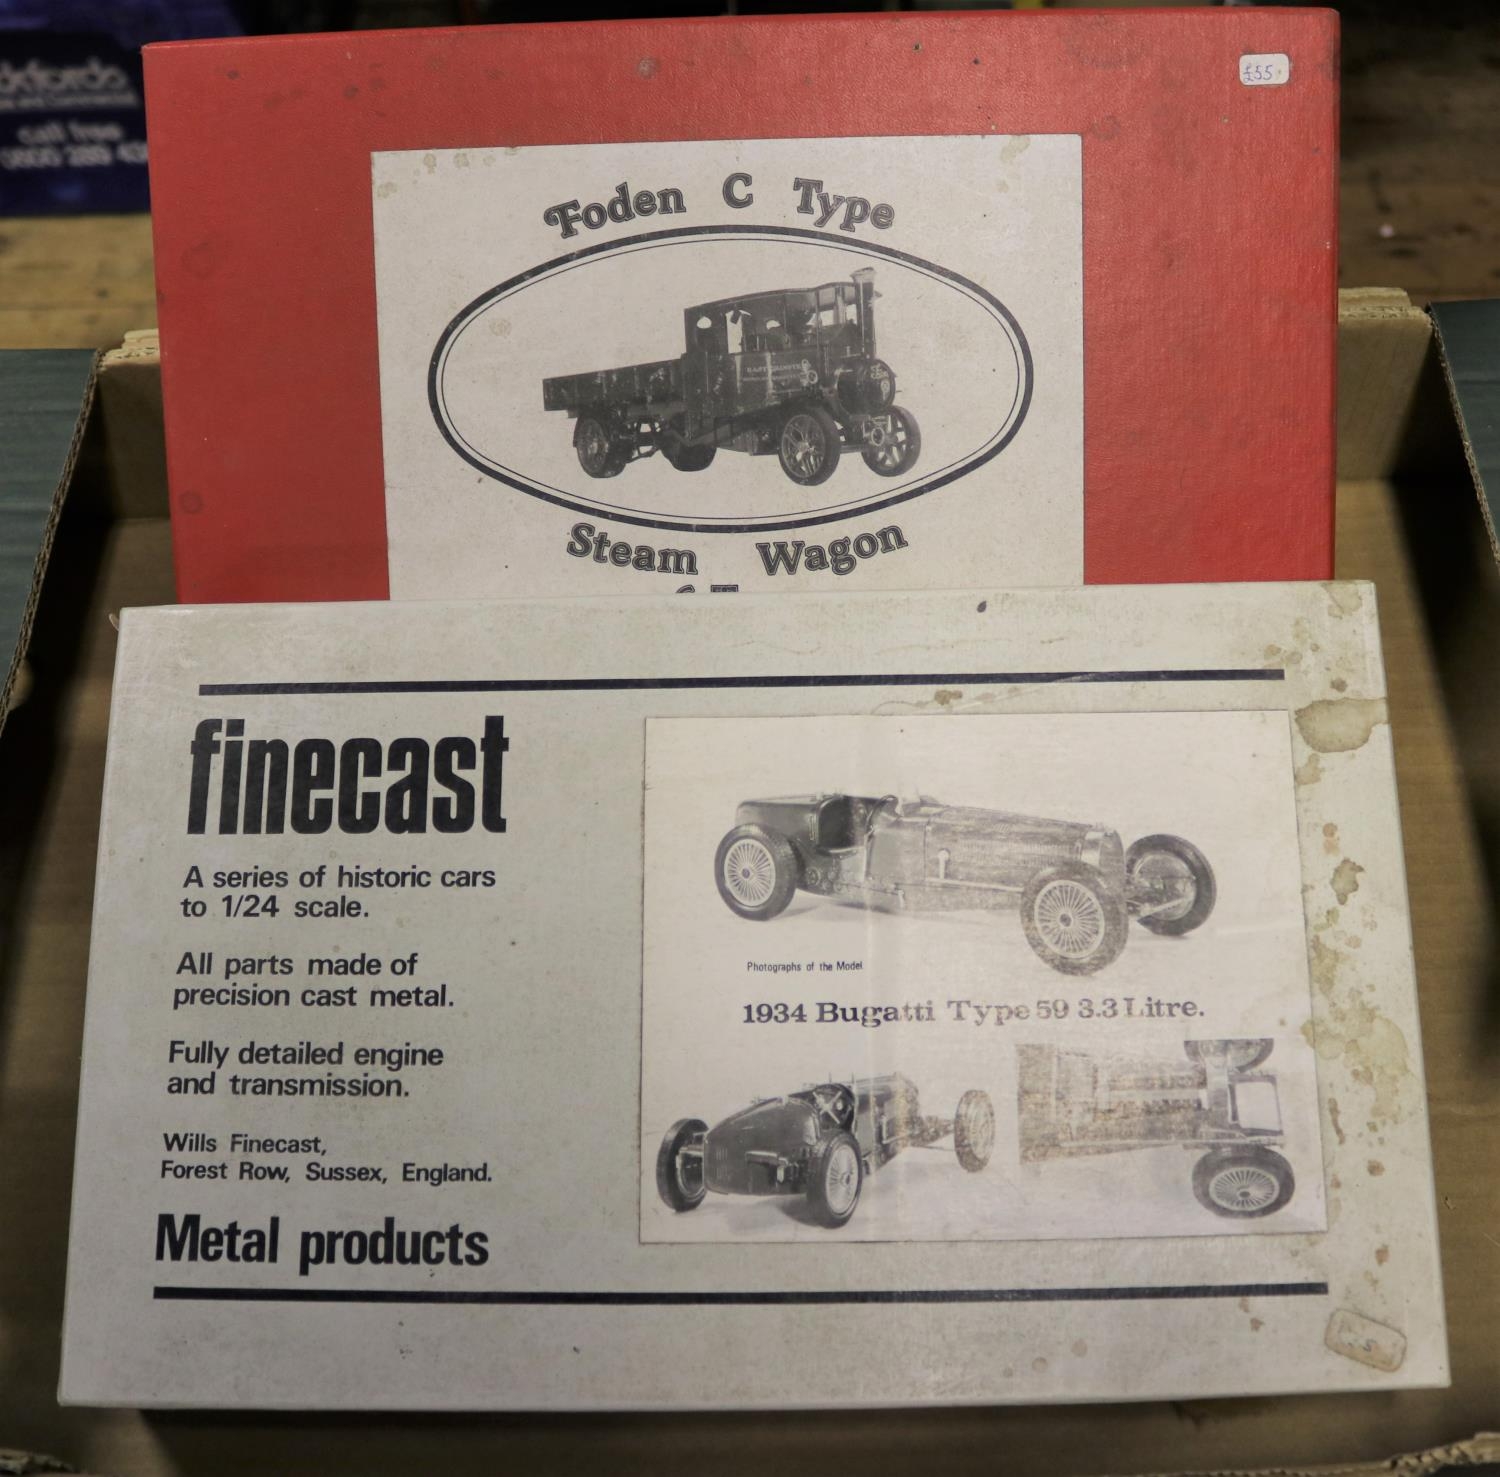 call free
£55
Foden C Type
Steam Wagon
finecast
A series of historic cars
to 1/24 scale.
All parts made of
precision cast metal.
Fully detailed engine
and transmission.
Wills Finecast,
Forest Row, Sussex, England.
Metal products
Photographs of the Model
1934 Bugatti Type 59 3.3 Litre.